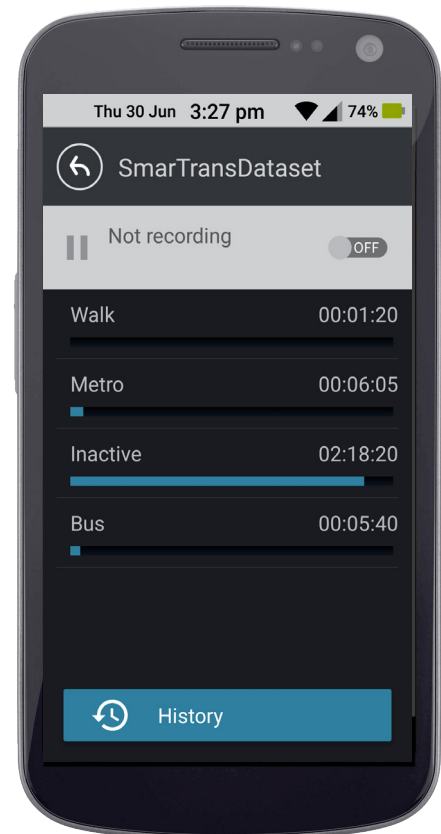 Thu 30 Jun 3:27 pm 74%
SmarTransDataset
Not recording
OFF
Walk 00:01:20
Metro 00:06:05
Inactive 02:18:20
Bus 00:05:40
History